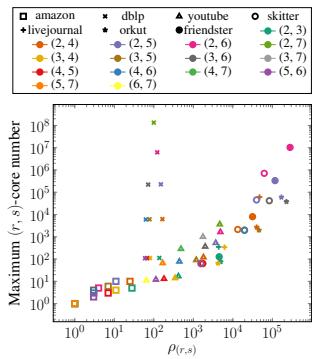 amazon dblp youtube skitter
livejournal orkut friendster (2, 3)
(2, 4) (2, 5) (2, 6) (2, 7)
(3, 4) (3, 5) (3, 6) (3, 7)
(4, 5) (4, 6) (4, 7) (5, 6)
(5, 7) (6, 7)
Maximum (r, s)-core number
10^8
10^7
10^6
10^5
10^4
10^3
10^2
10^1
10^0
10^0 10^1 10^2 10^3 10^4 10^5
ρ(r,s)